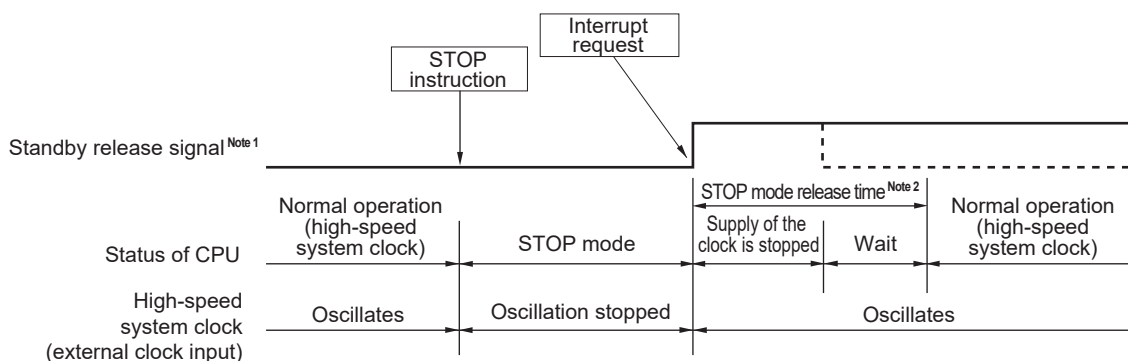 Interrupt
request
STOP
instruction
Standby release signal Note 1
STOP mode release time Note 2
Normal operation
(high-speed
system clock)
Supply of the
clock is stopped
Normal operation
(high-speed
system clock)
Status of CPU
STOP mode
Wait
High-speed
system clock
(external clock input)
Oscillates
Oscillation stopped
Oscillates